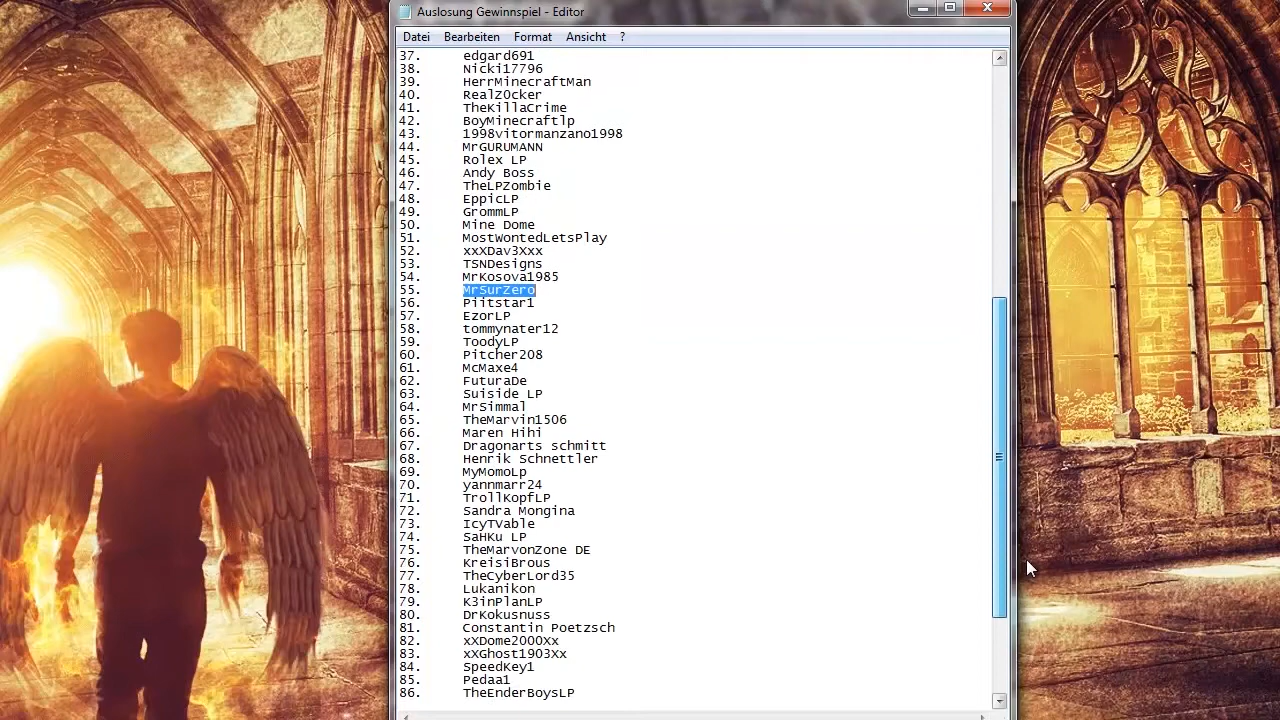 Auslosung Gewinnspiel - Editor
Datei Bearbeiten Format Ansicht ?
37. edgard691
38. Nicki17796
39. HerrMinecraftMan
40. RealZ0cker
41. TheKillaCrime
42. BoyMinecraftlp
43. 1998vitormanzano1998
44. MrGURUMANN
45. Rolex LP
46. Andy Boss
47. TheLPZombie
48. EppicLP
49. GrommLP
50. Mine Dome
51. MostWontedLetsPlay
52. xxXDav3Xxx
53. TSNDesigns
54. MrKosova1985
55. MrSurZero
56. Piitstar1
57. EzorLP
58. tommynater12
59. ToodyLP
60. Pitcher208
61. McMaxe4
62. FuturaDe
63. Suiside LP
64. MrSimmal
65. TheMarvin1506
66. Maren Hihi
67. Dragonarts schmitt
68. Henrik Schnettler
69. MyMomoLp
70. yannmarr24
71. TrollKopfLP
72. Sandra Mongina
73. IcyTVable
74. SaHKu LP
75. TheMarvonZone DE
76. KreisiBrous
77. TheCyberLord35
78. Lukanikon
79. K3inPlanLP
80. DrKokusnuss
81. Constantin Poetzsch
82. xXDome2000Xx
83. xXGhost1903Xx
84. SpeedKey1
85. Pedaa1
86. TheEnderBoysLP